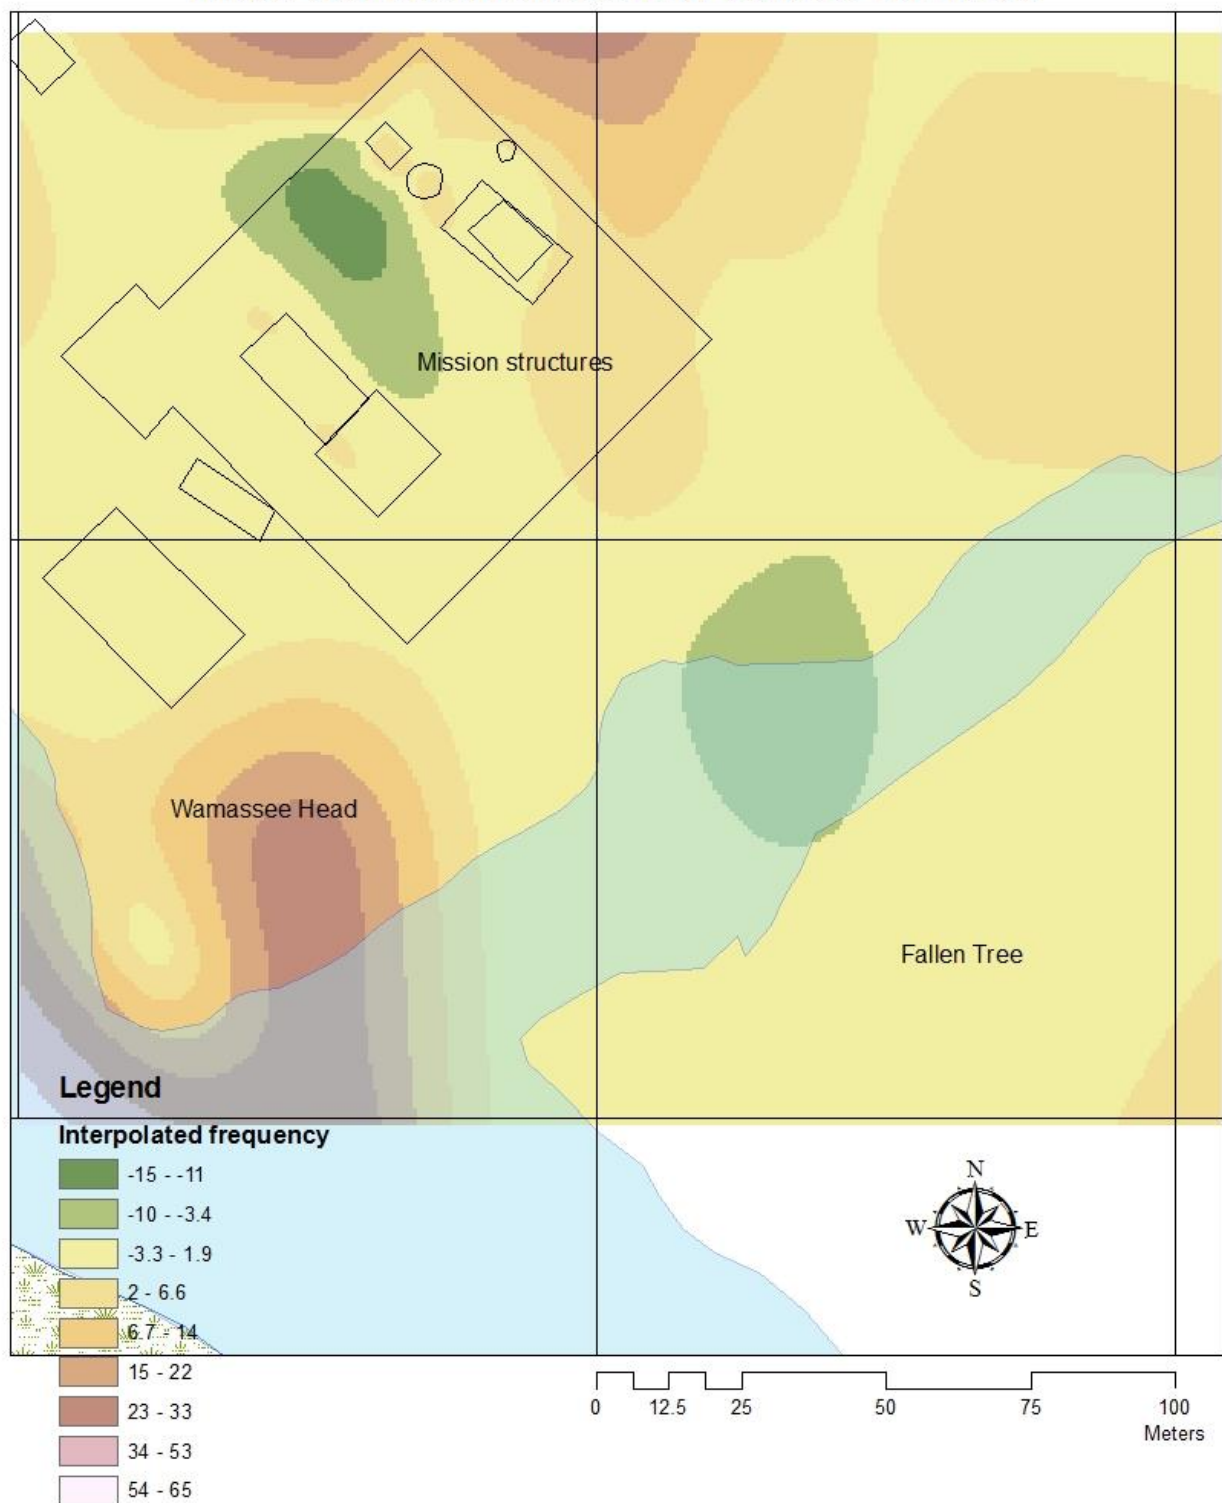 Mission structures
Wamassee Head
Fallen Tree
Legend
Interpolated frequency
-15 - -11
-10 - -3.4
-3.3 - 1.9
2 - 6.6
6.7 - 14
15 - 22
23 - 33
34 - 53
54 - 65
N
W E
S
0 12.5 25 50 75 100
Meters